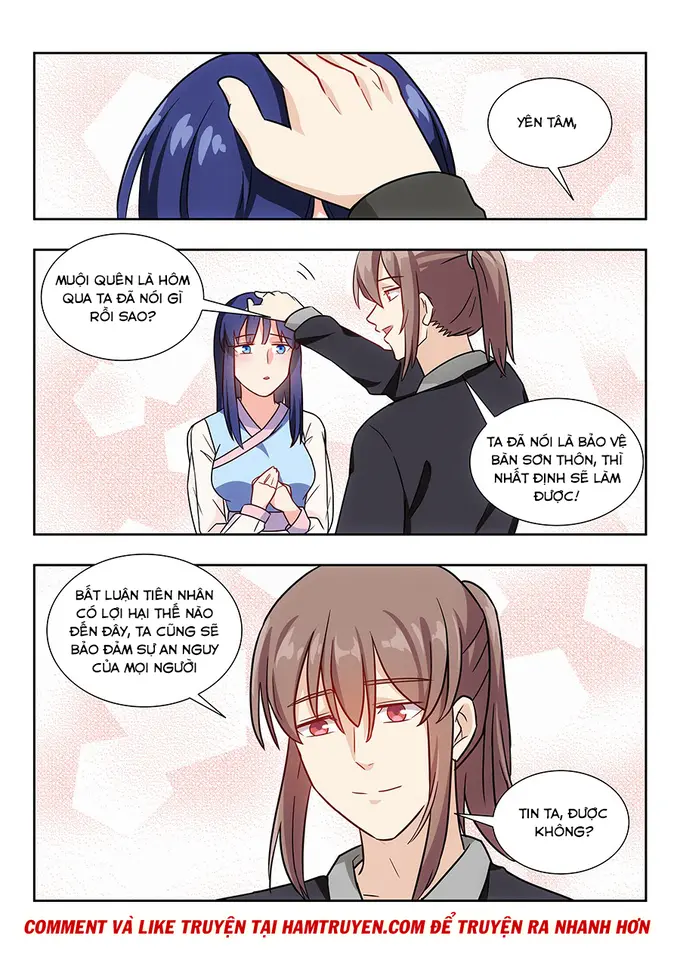 YÊN TÂM,
MUỘI QUÊN LÀ HÔM
QUA TA ĐÃ NÓI GÌ
RỒI SAO?
TA ĐÃ NÓI LÀ BẢO VỆ
BÀN SƠN THÔN, THÌ
NHẤT ĐỊNH SẼ LÀM
ĐƯỢC!
BẤT LUẬN TIÊN NHÂN
CÓ LỢI HẠI THẾ NÀO
ĐẾN ĐÂY, TA CŨNG SẼ
BẢO ĐẢM SỰ AN NGUY
CỦA MỌI NGƯỜI
TIN TA, ĐƯỢC
KHÔNG?
COMMENT VÀ LIKE TRUYỆN TẠI HAMTRUYEN.COM ĐỂ TRUYỆN RA NHANH HƠN